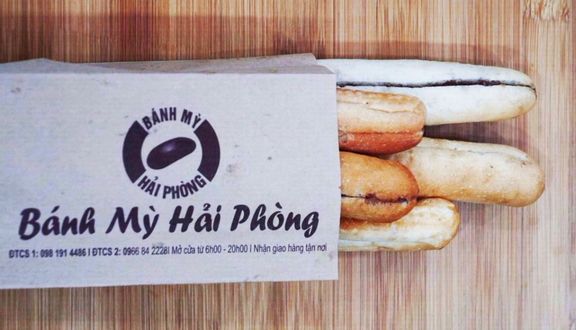 BÁNH MỲ
HẢI PHÒNG
Bánh Mỳ Hải Phòng
ĐTCS 1: 098 191 4486 I ĐTCS 2: 0966 84 2228I Mở cửa từ 6h00 - 20h00 I Nhận giao hàng tận nơi